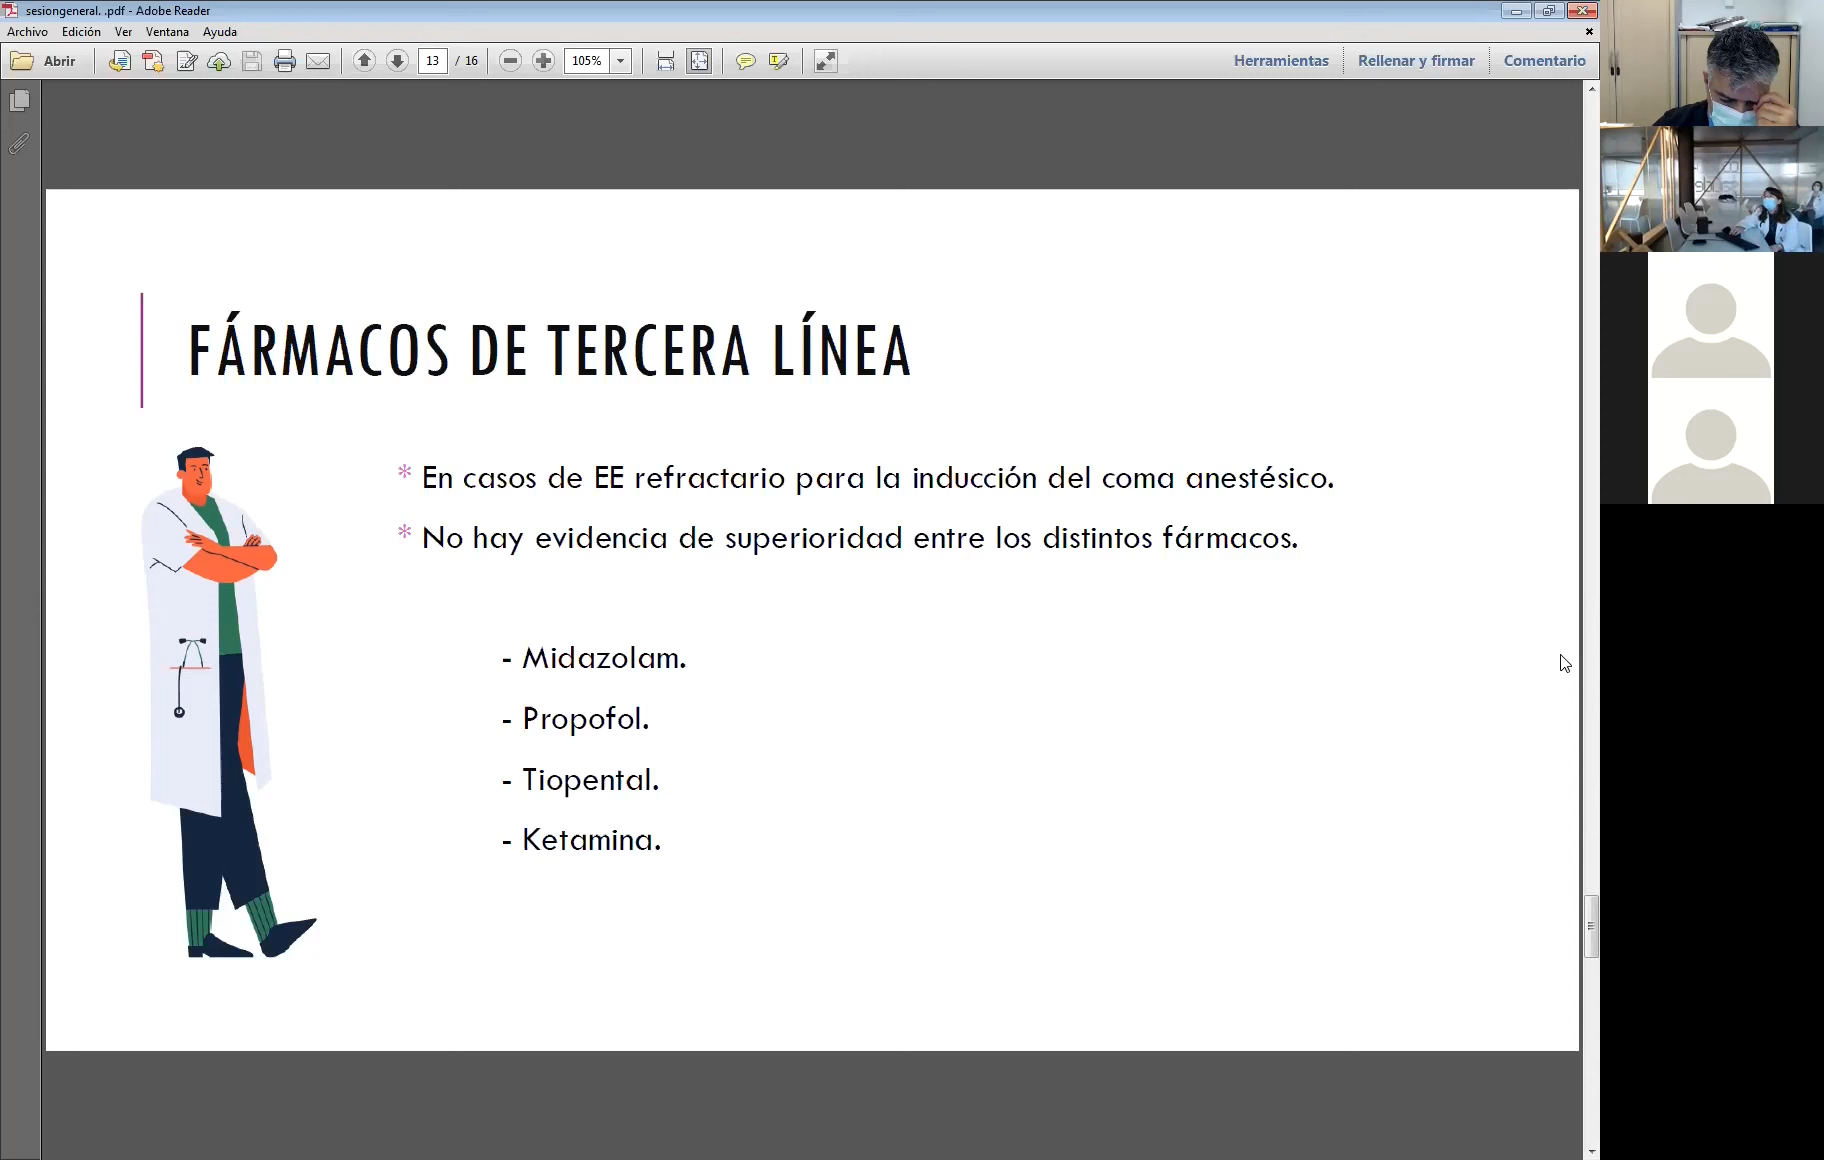 sesiongeneral. .pdf - Adobe Reader
Archivo Edición Ver Ventana Ayuda
Abrir 13 / 16 105% Herramientas Rellenar y firmar Comentario
FÁRMACOS DE TERCERA LÍNEA
* En casos de EE refractario para la inducción del coma anestésico.
* No hay evidencia de superioridad entre los distintos fármacos.
- Midazolam.
- Propofol.
- Tiopental.
- Ketamina.